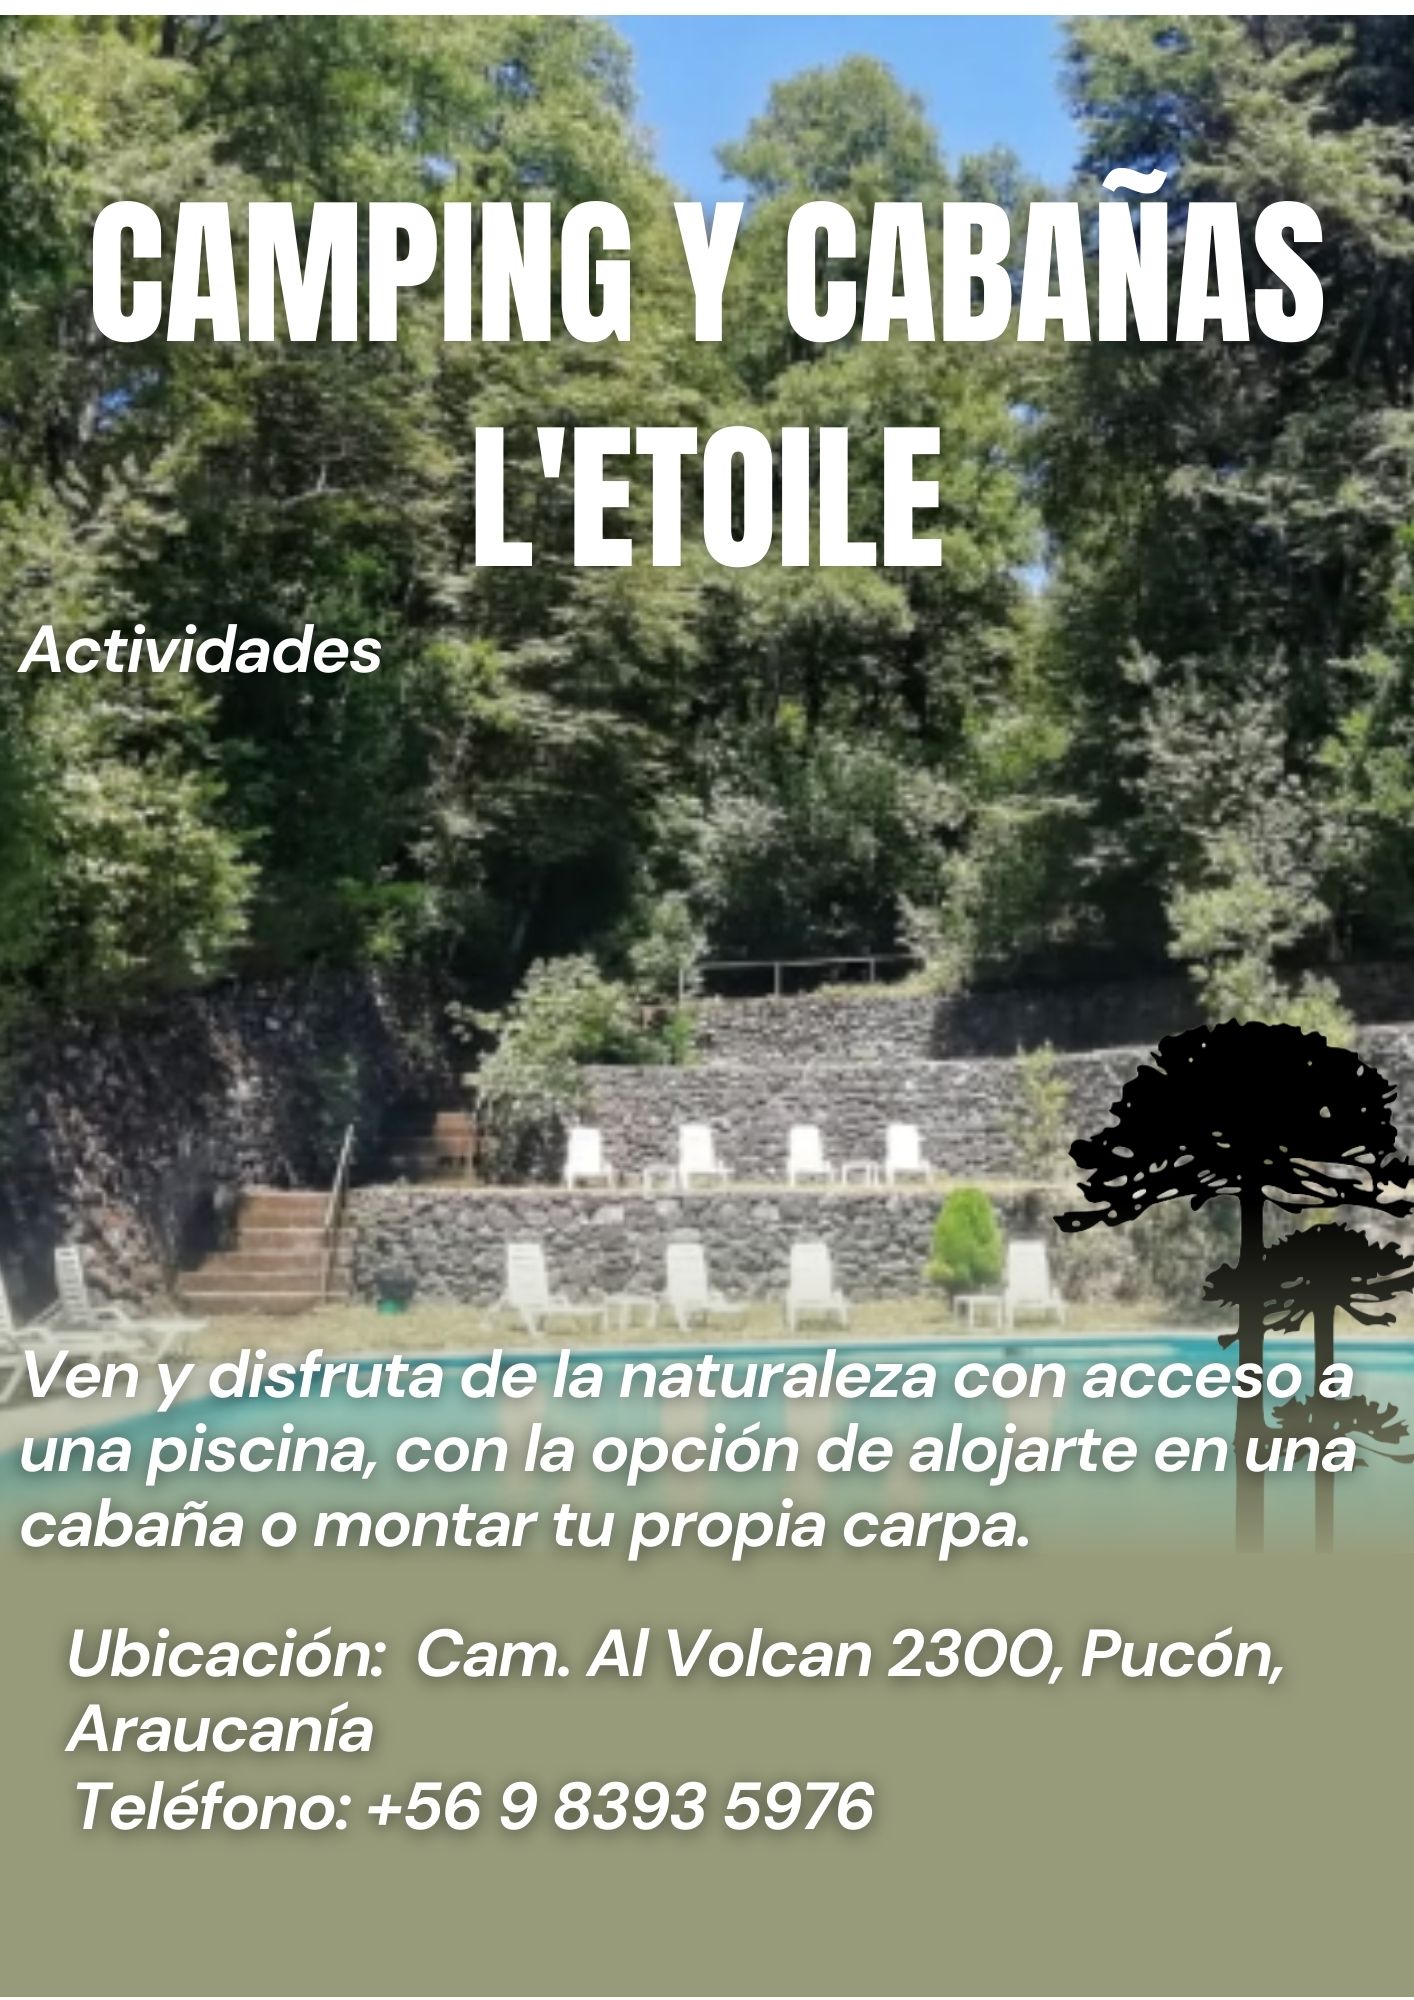 CAMPING Y CABAÑAS
L'ETOILE
Actividades
Ven y disfruta de la naturaleza con acceso a
una piscina, con la opción de alojarte en una
cabaña o montar tu propia carpa.
Ubicación: Cam. Al Volcan 2300, Pucón,
Araucanía
Teléfono: +56 9 8393 5976